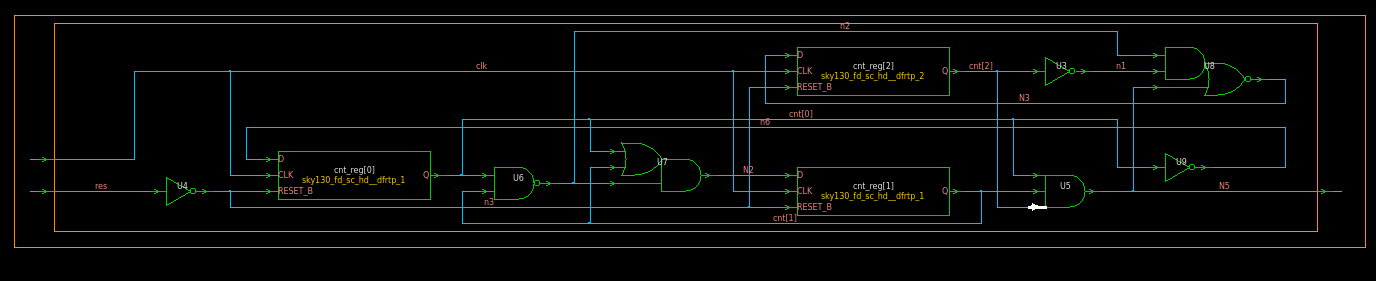 n2
clk
D
CLK
RESET_B
cnt_reg[2]
sky130_fd_sc_hd__dfrtp_2
Q
cnt[2]
U3
n1
U8
N3
cnt[0]
n6
res
U4
D
CLK
RESET_B
cnt_reg[0]
sky130_fd_sc_hd__dfrtp_1
Q
U6
n3
U7
N2
D
CLK
RESET_B
cnt_reg[1]
sky130_fd_sc_hd__dfrtp_1
Q
cnt[1]
U5
U9
N5